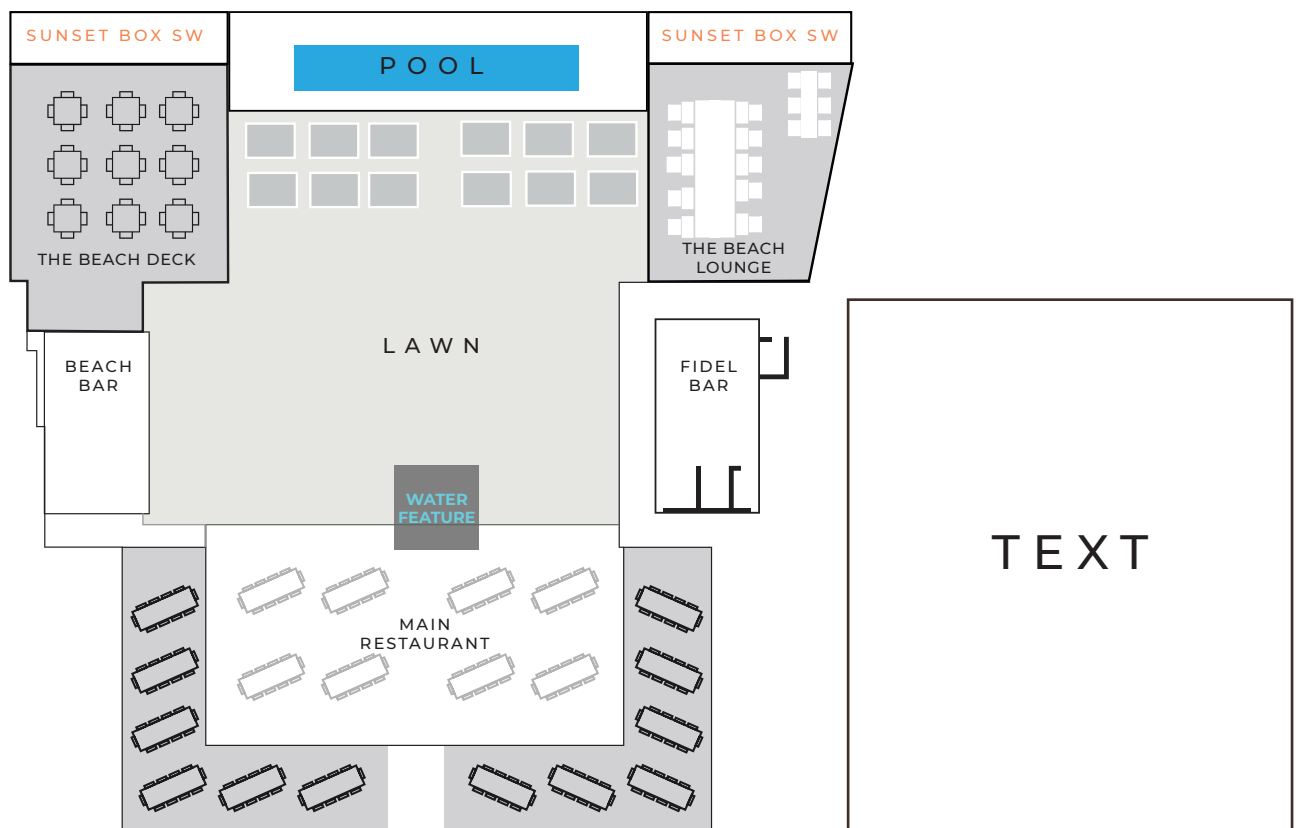 SUNSET BOX SW
POOL
SUNSET BOX SW
THE BEACH DECK
THE BEACH
LOUNGE
LAWN
BEACH
BAR
FIDEL
BAR
WATER
FEATURE
TEXT
MAIN
RESTAURANT